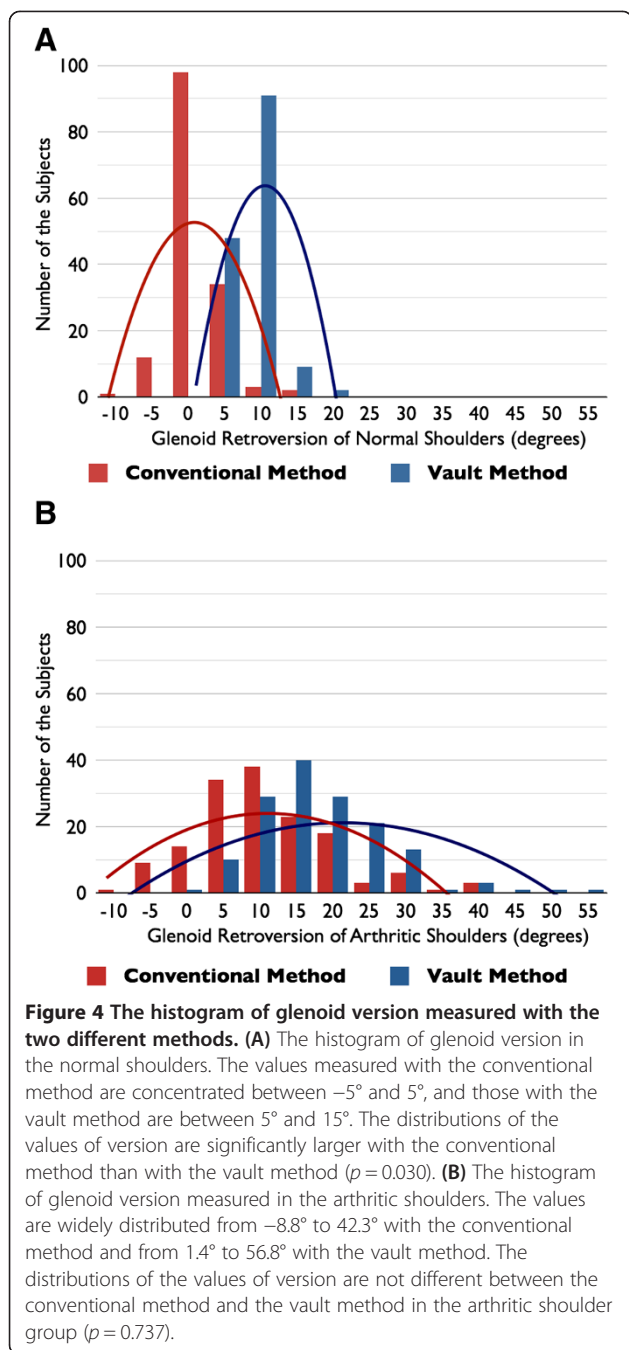 A
100
80
60
40
20
0
Number of the Subjects
-10 -5 0 5 10 15 20 25 30 35 40 45 50 55
Glenoid Retroversion of Normal Shoulders (degrees)
Conventional Method Vault Method
B
100
80
60
40
20
0
Number of the Subjects
-10 -5 0 5 10 15 20 25 30 35 40 45 50 55
Glenoid Retroversion of Arthritic Shoulders (degrees)
Conventional Method Vault Method
Figure 4 The histogram of glenoid version measured with the
two different methods. (A) The histogram of glenoid version in
the normal shoulders. The values measured with the conventional
method are concentrated between −5° and 5°, and those with the
vault method are between 5° and 15°. The distributions of the
values of version are significantly larger with the conventional
method than with the vault method (p = 0.030). (B) The histogram
of glenoid version measured in the arthritic shoulders. The values
are widely distributed from −8.8° to 42.3° with the conventional
method and from 1.4° to 56.8° with the vault method. The
distributions of the values of version are not different between the
conventional method and the vault method in the arthritic shoulder
group (p = 0.737).